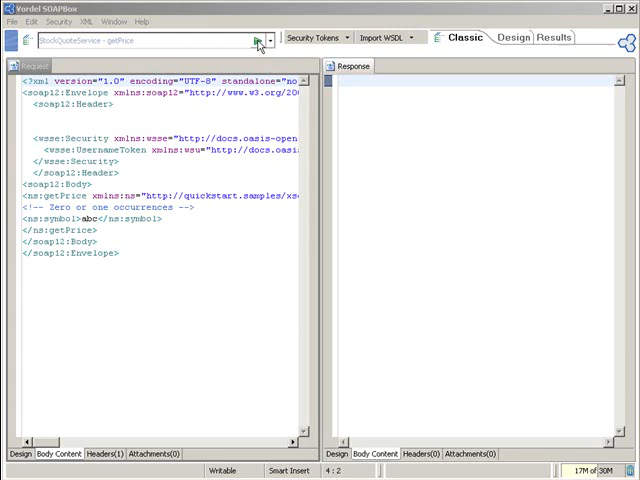 Vordel SOAPBox
File Edit Security XML Window Help
StockQuoteService - getPrice
Security Tokens
Import WSDL
Classic Design Results
Request
Response
<?xml version="1.0" encoding="UTF-8" standalone="no
<soap12:Envelope xmlns:soap12="http://www.w3.org/200
<soap12:Header>
<wsse:Security xmlns:wsse="http://docs.oasis-open
<wsse:UsernameToken xmlns:wsu="http://docs.oasi
</wsse:Security>
</soap12:Header>
<soap12:Body>
<ns:getPrice xmlns:ns="http://quickstart.samples/xs
<!-- Zero or one occurrences -->
<ns:symbol>abc</ns:symbol>
</ns:getPrice>
</soap12:Body>
</soap12:Envelope>
Design Body Content Headers(1) Attachments(0)
Design Body Content Headers(0) Attachments(0)
Writable Smart Insert 4 : 2 17M of 30M